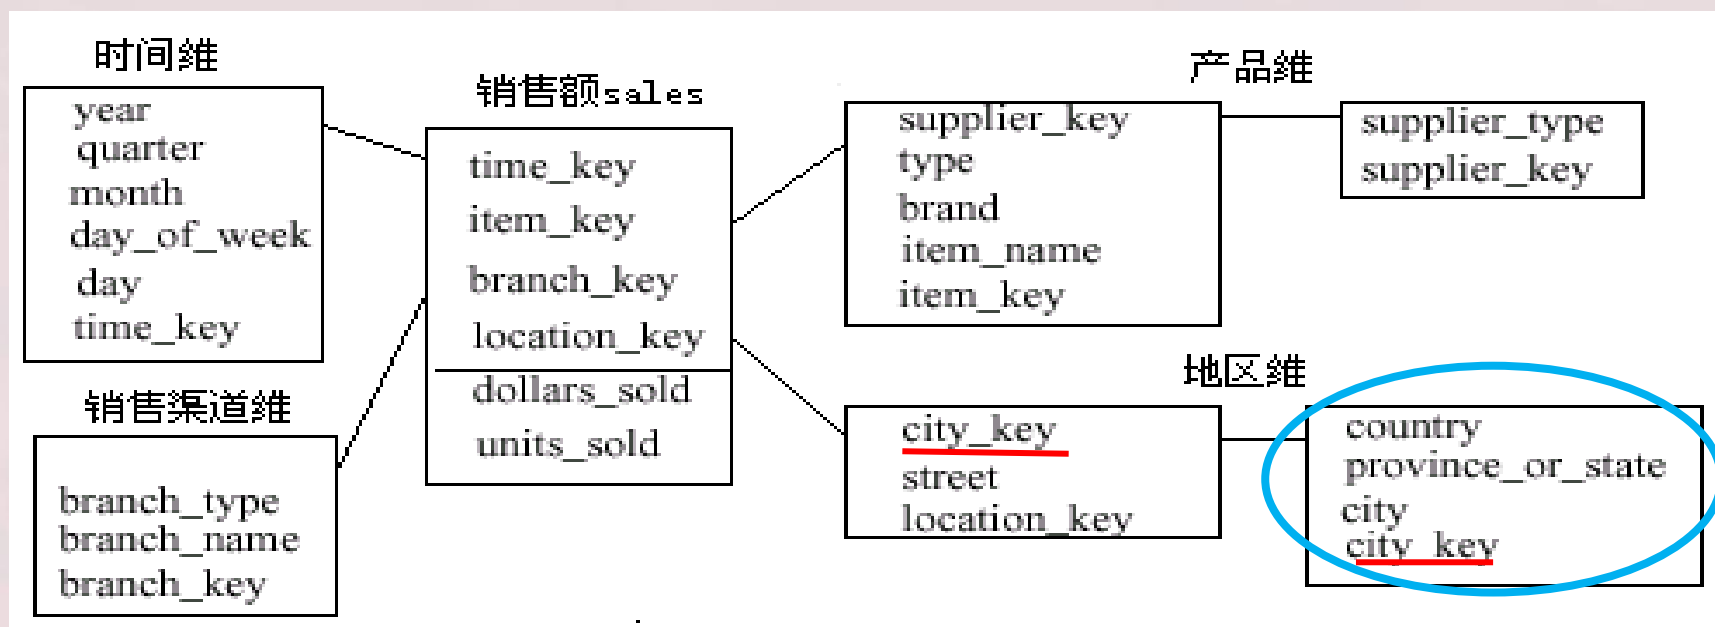 时间维
year
quarter
month
day_of_week
day
time_key
销售渠道维
branch_type
branch_name
branch_key
销售额sales
time_key
item_key
branch_key
location_key
dollars_sold
units_sold
产品维
supplier_key
type
brand
item_name
item_key
supplier_type
supplier_key
地区维
city_key
street
location_key
country
province_or_state
city
city_key